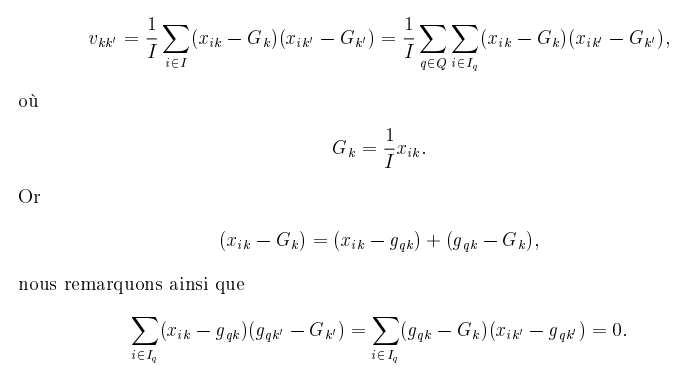 $v_{kk'} = \frac{1}{I} \sum_{i \in I} (x_{ik} - G_k)(x_{ik'} - G_{k'}) = \frac{1}{I} \sum_{q \in Q} \sum_{i \in I_q} (x_{ik} - G_k)(x_{ik'} - G_{k'}),$
où
$G_k = \frac{1}{I} x_{ik}.$
Or
$(x_{ik} - G_k) = (x_{ik} - g_{qk}) + (g_{qk} - G_k),$
nous remarquons ainsi que
$\sum_{i \in I_q} (x_{ik} - g_{qk})(g_{qk'} - G_{k'}) = \sum_{i \in I_q} (g_{qk} - G_k)(x_{ik'} - g_{qk'}) = 0.$